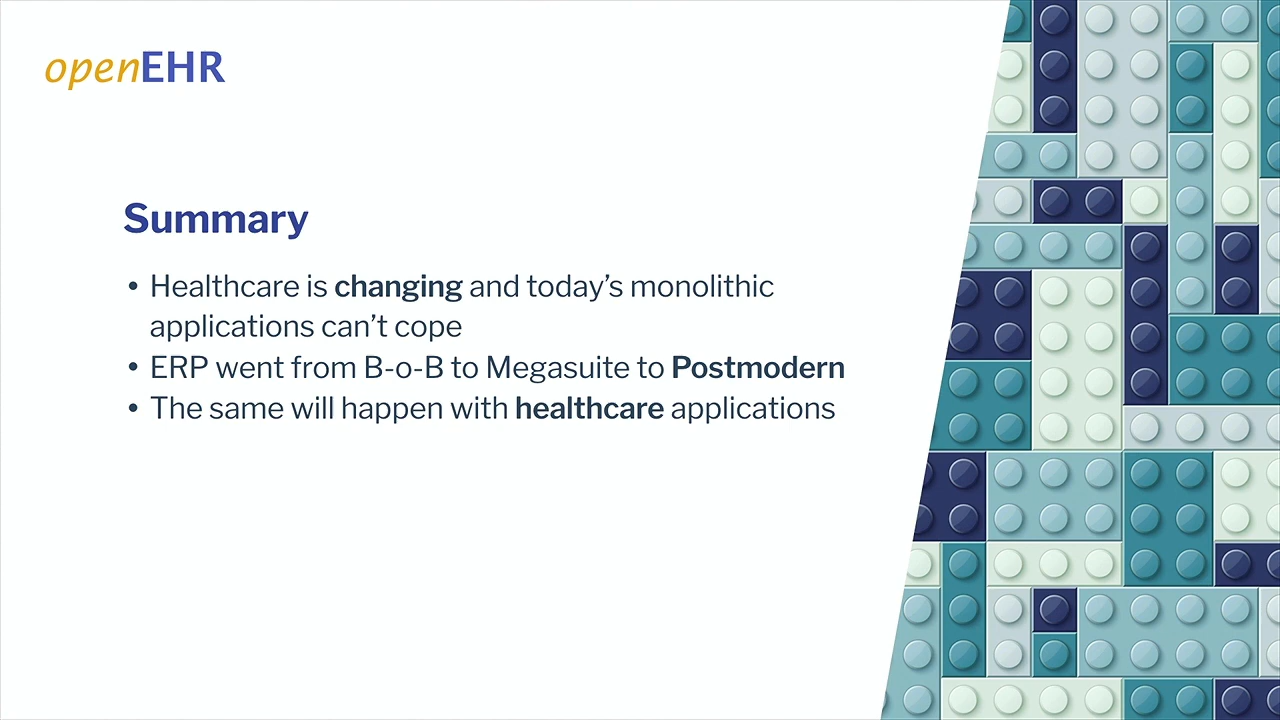 openEHR
Summary
• Healthcare is changing and today’s monolithic
applications can’t cope
• ERP went from B-o-B to Megasuite to Postmodern
• The same will happen with healthcare applications